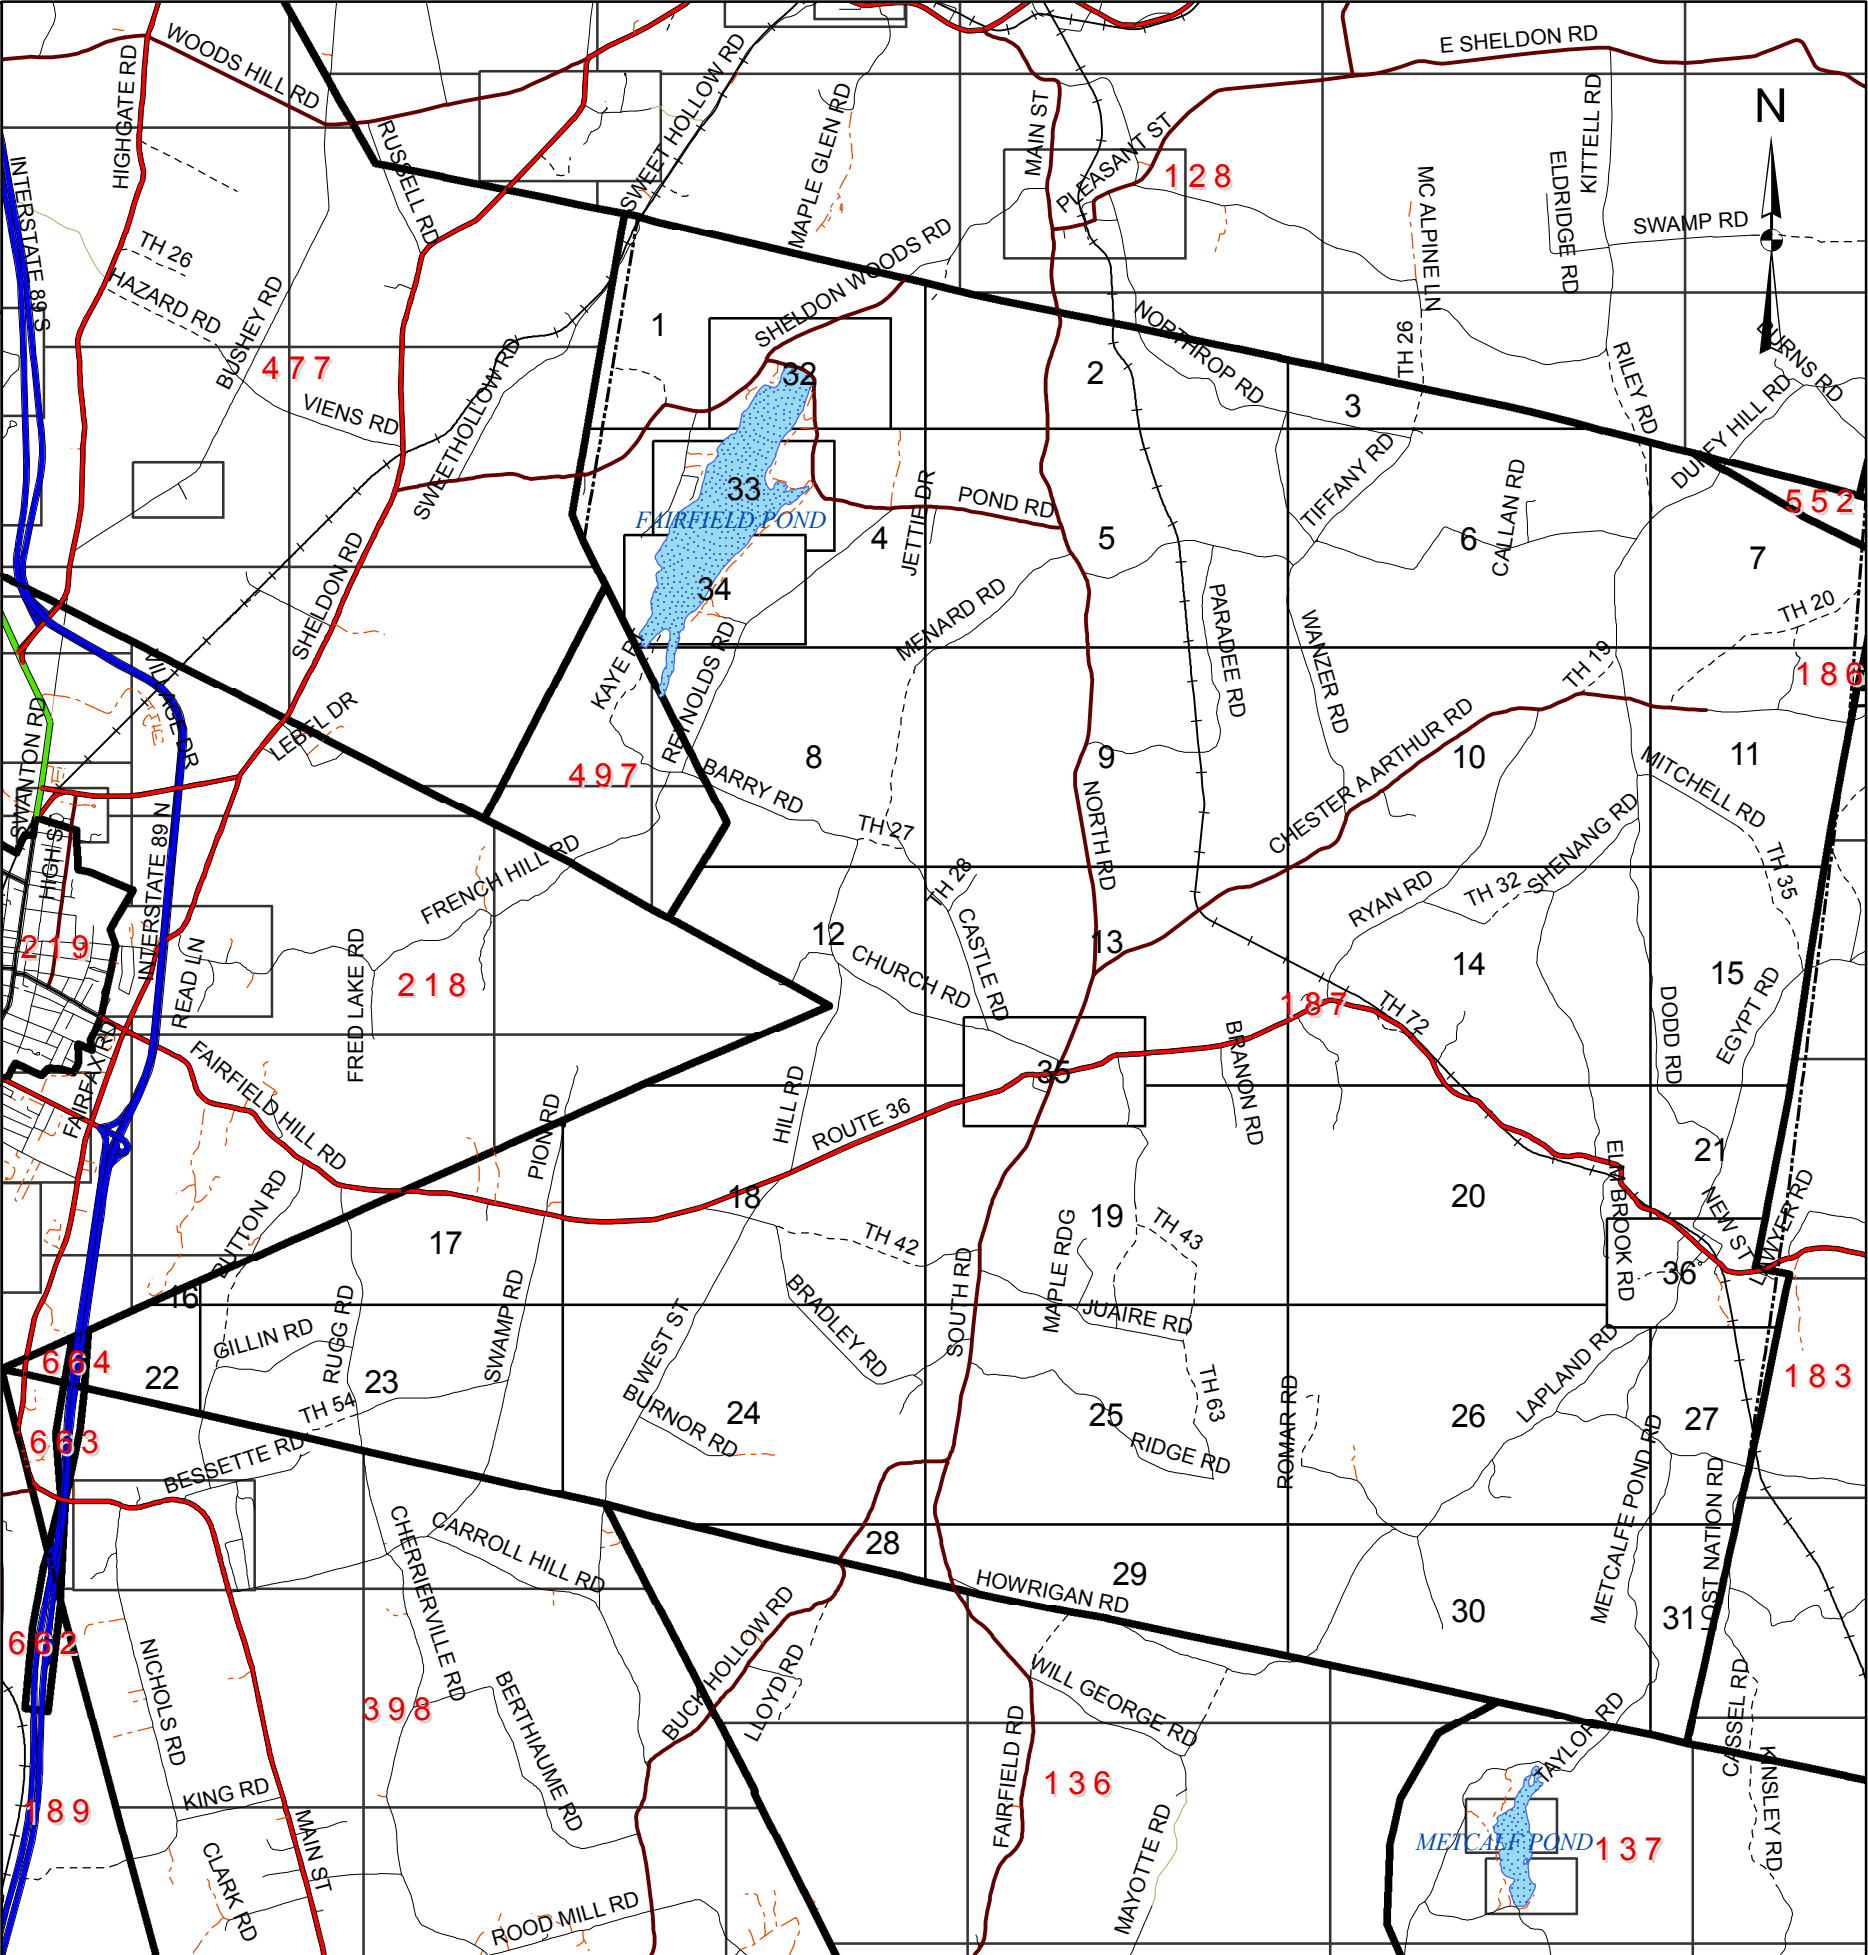 WOODS HILL RD
HIGHGATE RD
E SHELDON RD
SWEET HOLLOW RD
MAPLE GLEN RD
MAIN ST
PLEASANT ST
KITTELL RD
N
RUSSELL RD
INTERSTATE 89 S
128
MC ALPINE LN
ELDRIDGE RD
SWAMP RD
TH 26
HAZARD RD
BUSHEY RD
SHELDON WOODS RD
NORTHROP RD
TH 26
BURNS RD
1
477
32
2
3
RILEY RD
DUFFY HILL RD
VIENS RD
SWEETHOLLOW RD
33
FAIRFIELD POND
JETTIE DR
POND RD
TIFFANY RD
CALLAN RD
552
4
5
6
7
SHELDON RD
34
MENARD RD
PARADEE RD
WANZER RD
TH 20
TH 19
186
VILLAGE DR
KAYE RD
REYNOLDS RD
SWANTON RD
LEBEL DR
497
8
9
10
11
BARRY RD
CHESTER A ARTHUR RD
MITCHELL RD
NORTH RD
TH 27
SHENANG RD
HIGH ST
INTERSTATE 89 N
FRENCH HILL RD
TH 28
RYAN RD
TH 32
TH 35
219
READ LN
FRED LAKE RD
218
12
CHURCH RD
CASTLE RD
13
14
15
187
TH 72
DODD RD
EGYPT RD
FAIRFAX RD
FAIRFIELD HILL RD
PION RD
HILL RD
ROUTE 36
35
BRANON RD
21
ELM BROOK RD
NEW ST
LAWYER RD
BUTTON RD
17
18
TH 42
19
TH 43
20
MAPLE RDG
SOUTH RD
36
16
RUGG RD
SWAMP RD
WEST ST
BRADLEY RD
JUAIRE RD
GILLIN RD
664
22
23
TH 54
BURNOR RD
24
25
TH 63
ROMAR RD
26
LAPLAND RD
27
183
663
BESSETTE RD
RIDGE RD
METCALFE POND RD
LOST NATION RD
CHERRIERVILLE RD
CARROLL HILL RD
28
29
HOWRIGAN RD
30
31
662
NICHOLS RD
398
BERTHIAUME RD
BUCK HOLLOW RD
LLOYD RD
WILL GEORGE RD
FAIRFIELD RD
136
TAYLOR RD
CASSEL RD
KINSLEY RD
189
KING RD
MAIN ST
CLARK RD
ROOD MILL RD
MAYOTTE RD
METCALF POND
137